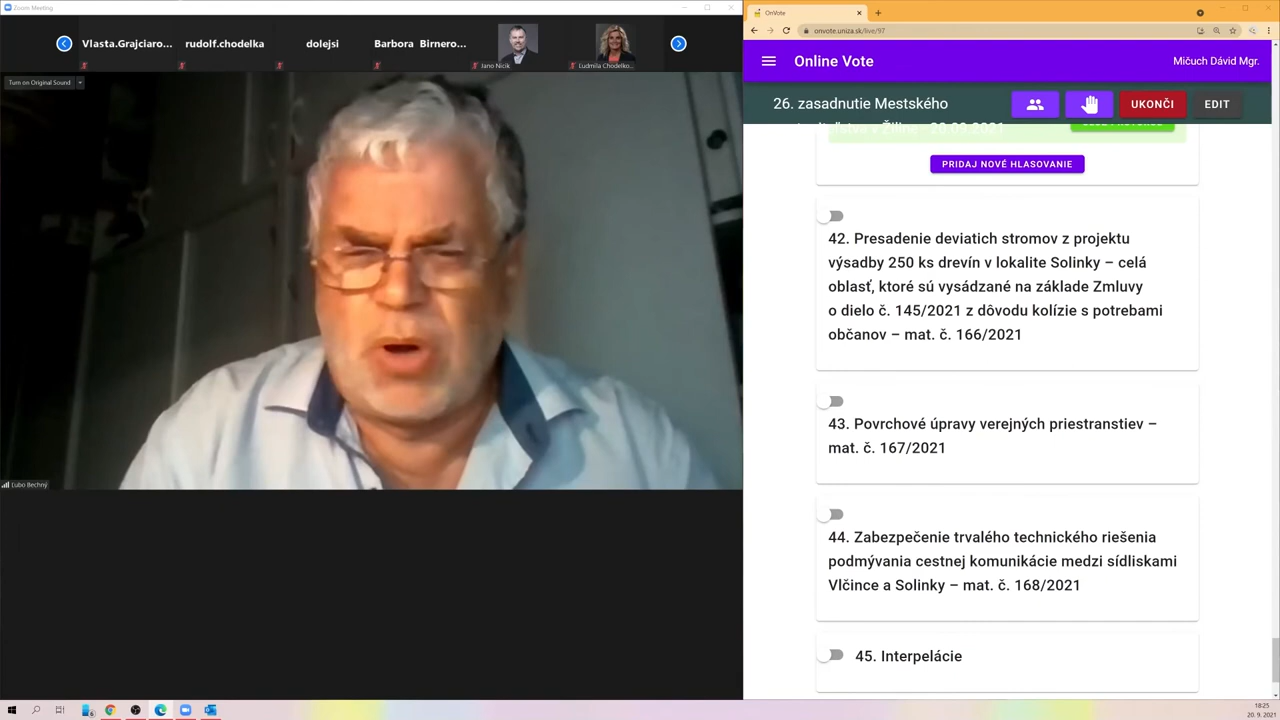 Zoom Meeting
Vlasta.Grajciaro...
rudolf.chodelka
dolejsi
Barbora Birnero...
Jano Nicik
Ľudmila Chodelko...
Turn on Original Sound
Ľubo Bechný
OnVote
onvote.uniza.sk/live/97
Online Vote
Mičuch Dávid Mgr.
26. zasadnutie Mestského
v Žiline – 20.09.2021
UKONČI
EDIT
PRIDAJ NOVÉ HLASOVANIE
42. Presadenie deviatich stromov z projektu
výsadby 250 ks drevín v lokalite Solinky – celá
oblasť, ktoré sú vysádzané na základe Zmluvy
o dielo č. 145/2021 z dôvodu kolízie s potrebami
občanov – mat. č. 166/2021
43. Povrchové úpravy verejných priestranstiev –
mat. č. 167/2021
44. Zabezpečenie trvalého technického riešenia
podmývania cestnej komunikácie medzi sídliskami
Vlčince a Solinky – mat. č. 168/2021
45. Interpelácie
18:25
20. 9. 2021